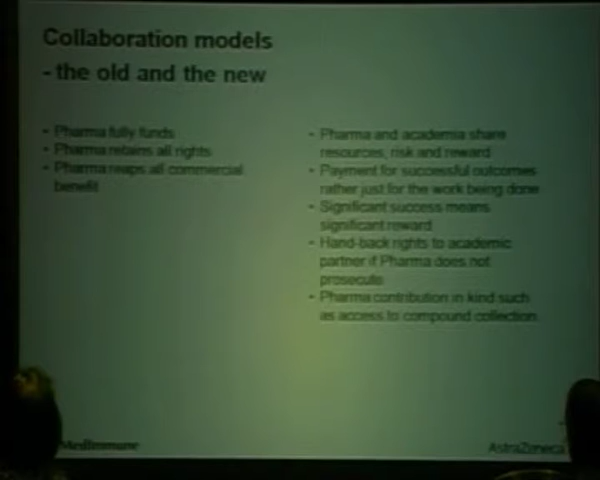 Collaboration models
- the old and the new
- Pharma fully funds
- Pharma retains all rights
- Pharma reaps all commercial
benefit
- Pharma and academia share
resources, risk and reward
- Payment for successful outcomes
rather just for the work being done
- Significant success means
significant reward
- Hand-back rights to academic
partner if Pharma does not
prosecute
- Pharma contribution in kind such
as access to compound collection
MedImmune
AstraZeneca